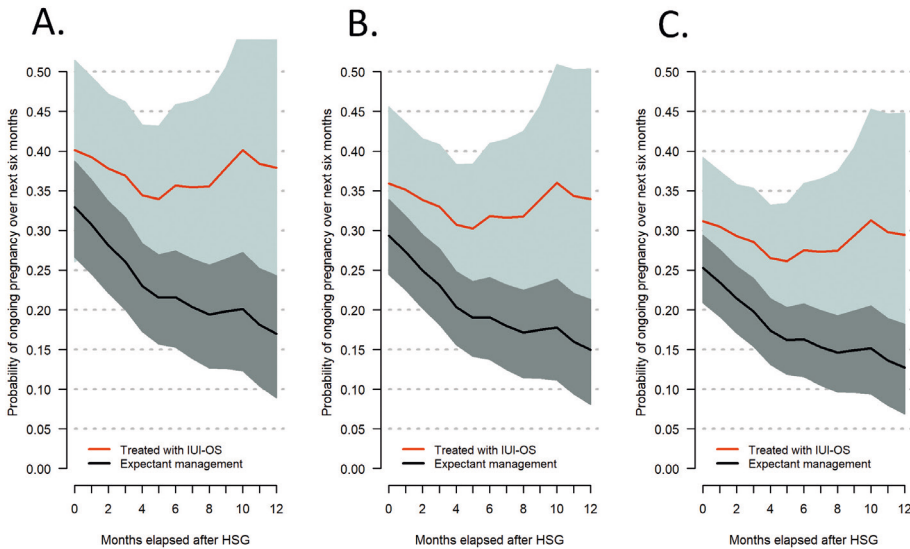 A.
Probability of ongoing pregnancy over next six months
0.50
0.45
0.40
0.35
0.30
0.25
0.20
0.15
0.10
0.05
0.00
Treated with IUI-OS
Expectant management
0 2 4 6 8 10 12
Months elapsed after HSG
B.
Probability of ongoing pregnancy over next six months
0.50
0.45
0.40
0.35
0.30
0.25
0.20
0.15
0.10
0.05
0.00
Treated with IUI-OS
Expectant management
0 2 4 6 8 10 12
Months elapsed after HSG
C.
Probability of ongoing pregnancy over next six months
0.50
0.45
0.40
0.35
0.30
0.25
0.20
0.15
0.10
0.05
0.00
Treated with IUI-OS
Expectant management
0 2 4 6 8 10 12
Months elapsed after HSG